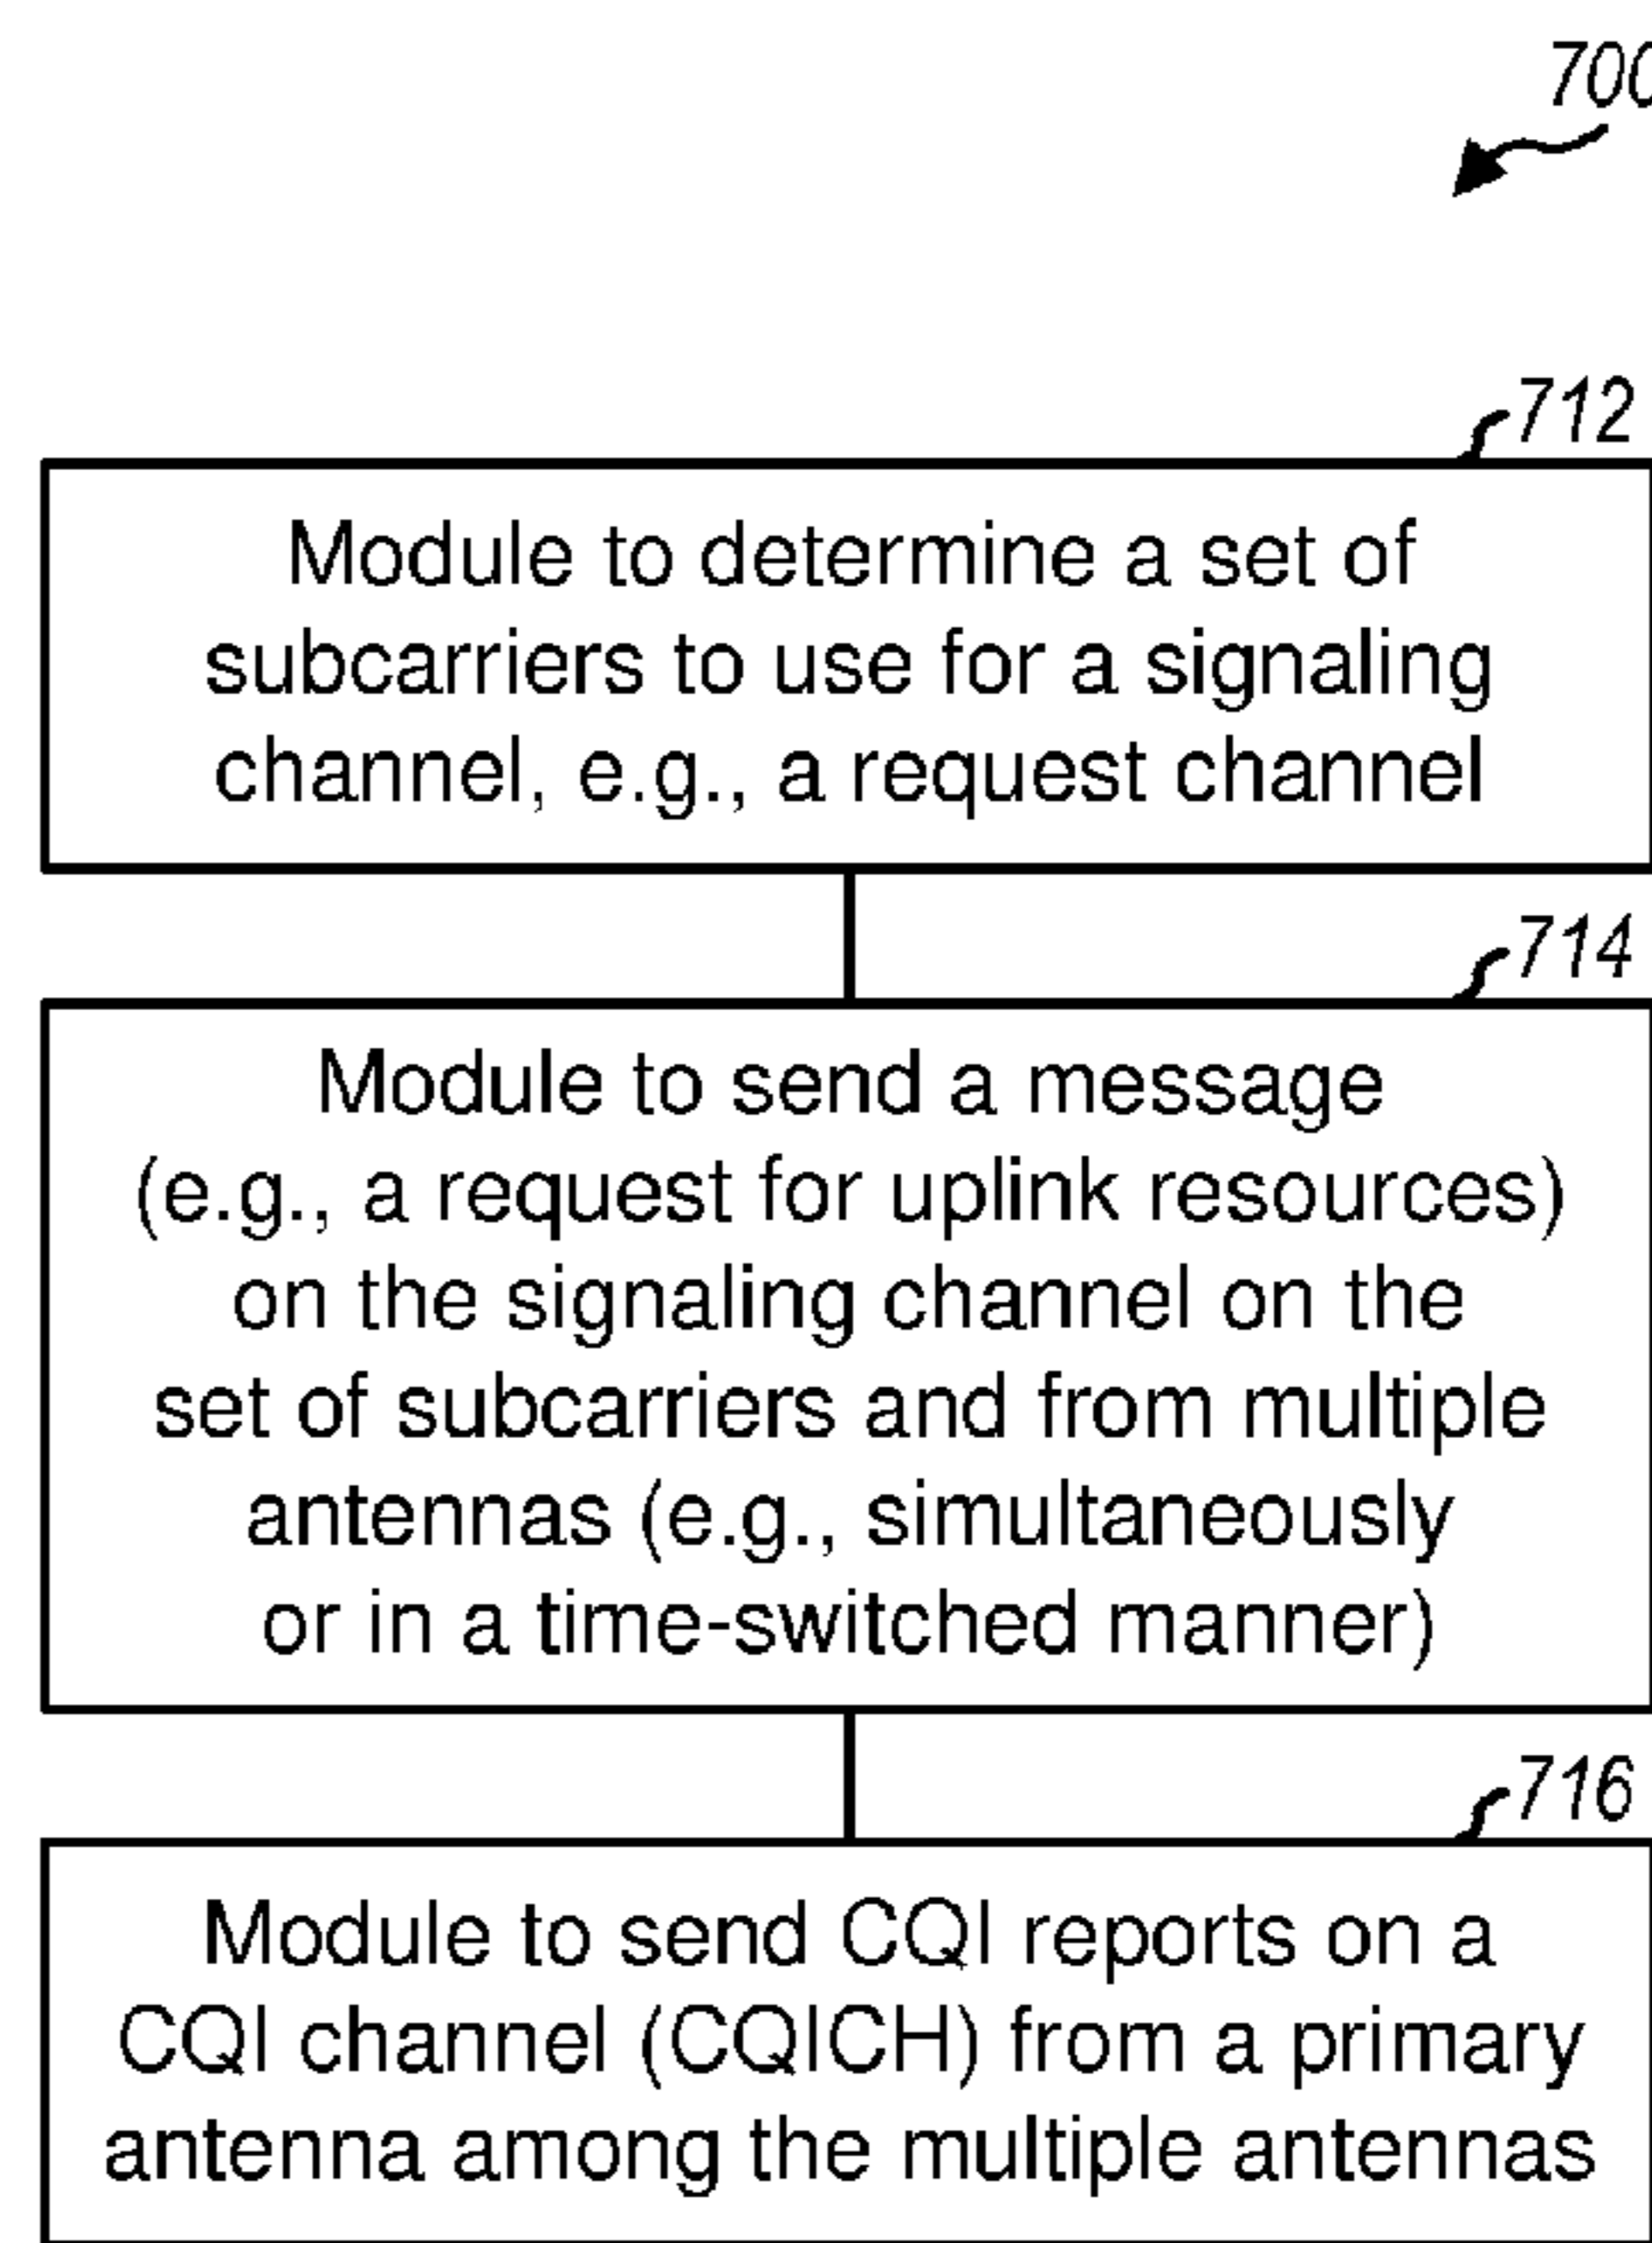 700
712
Module to determine a set of
subcarriers to use for a signaling
channel, e.g., a request channel
714
Module to send a message
(e.g., a request for uplink resources)
on the signaling channel on the
set of subcarriers and from multiple
antennas (e.g., simultaneously
or in a time-switched manner)
716
Module to send CQI reports on a
CQI channel (CQICH) from a primary
antenna among the multiple antennas